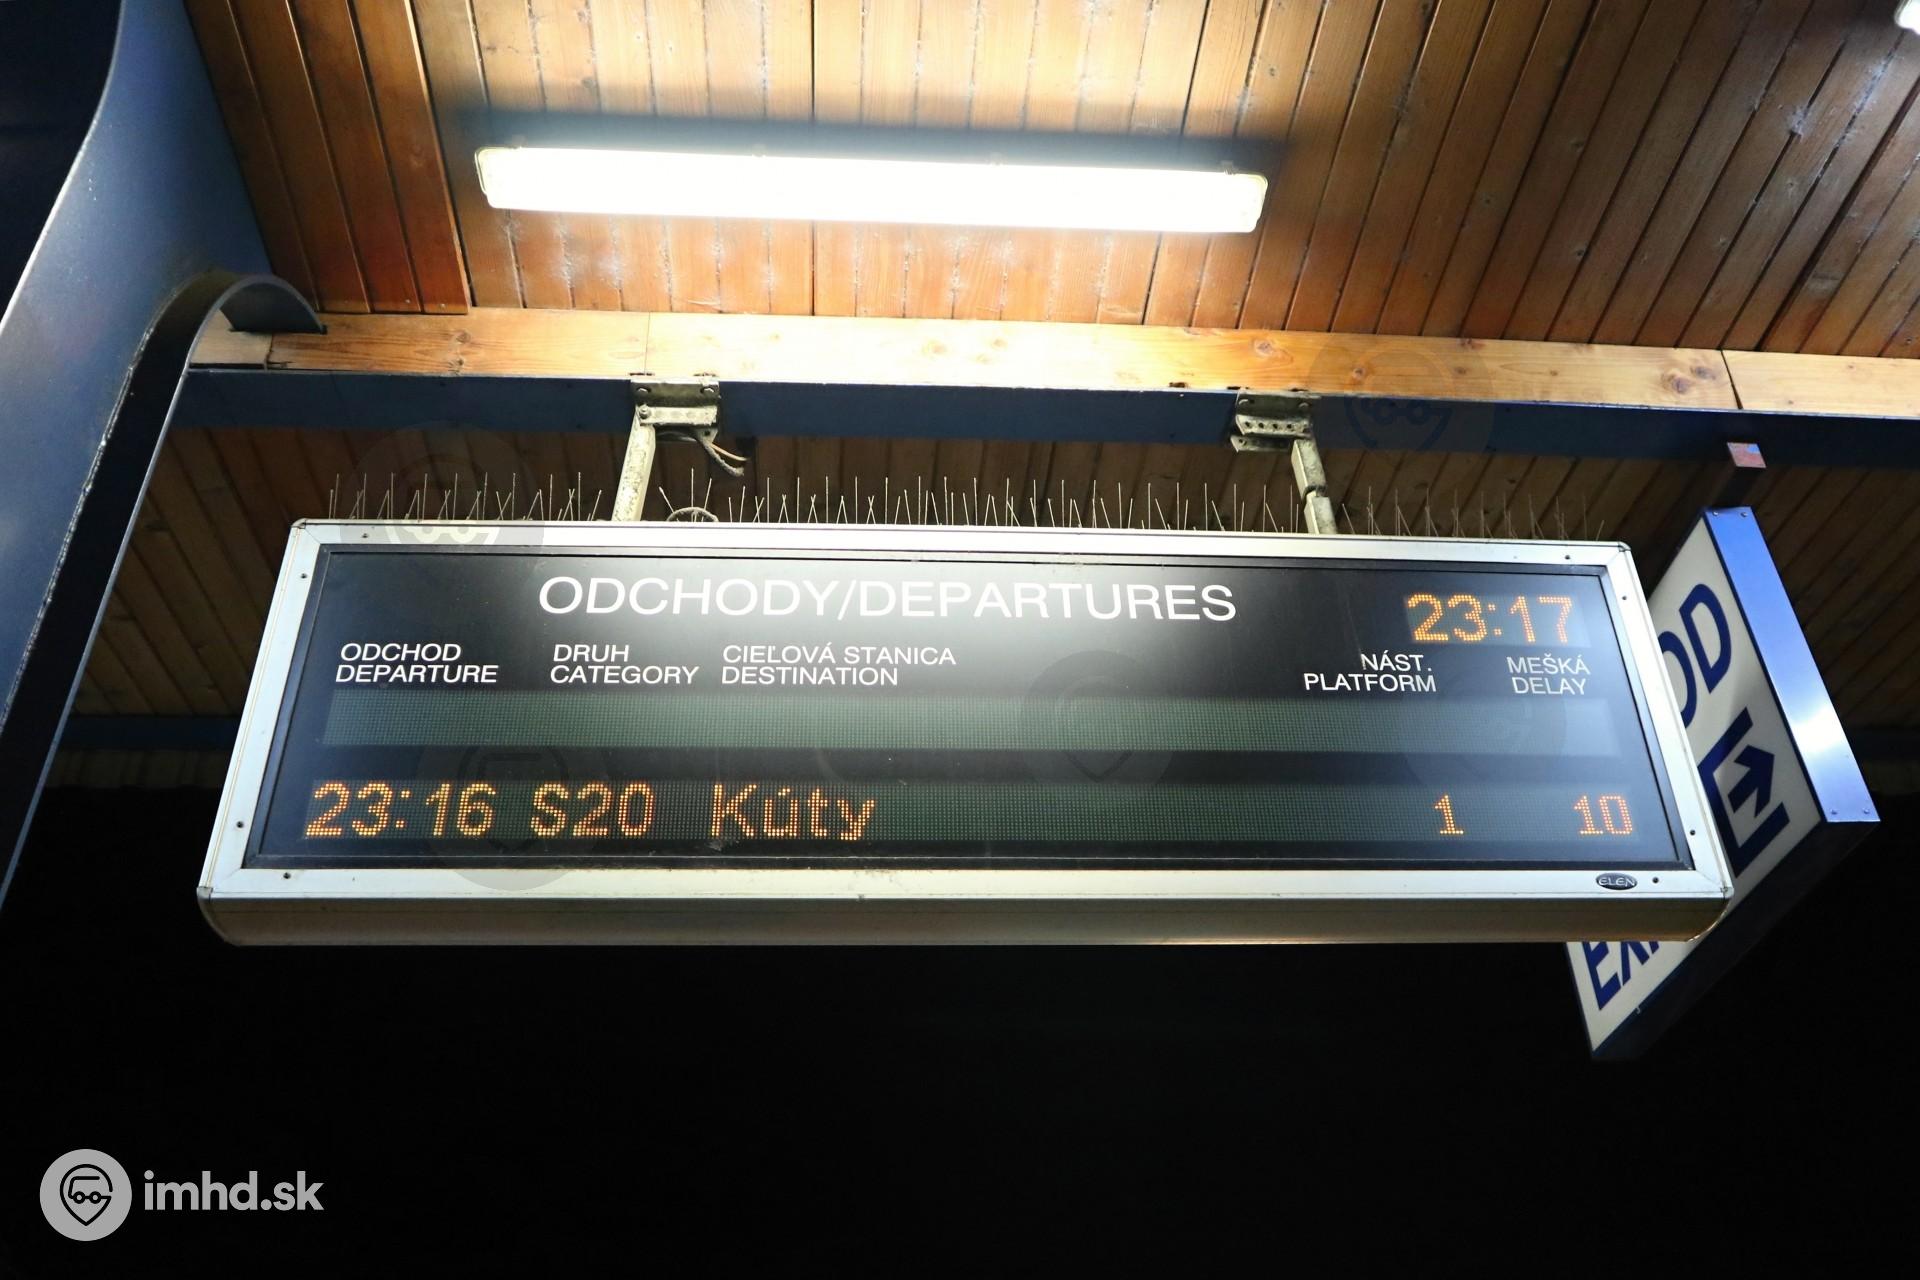 ODCHODY/DEPARTURES 23:17
ODCHOD DRUH CIEĽOVÁ STANICA NÁST. MEŠKÁ
DEPARTURE CATEGORY DESTINATION PLATFORM DELAY
23:16 S20 Kúty 1 10
ELEN
imhd.sk